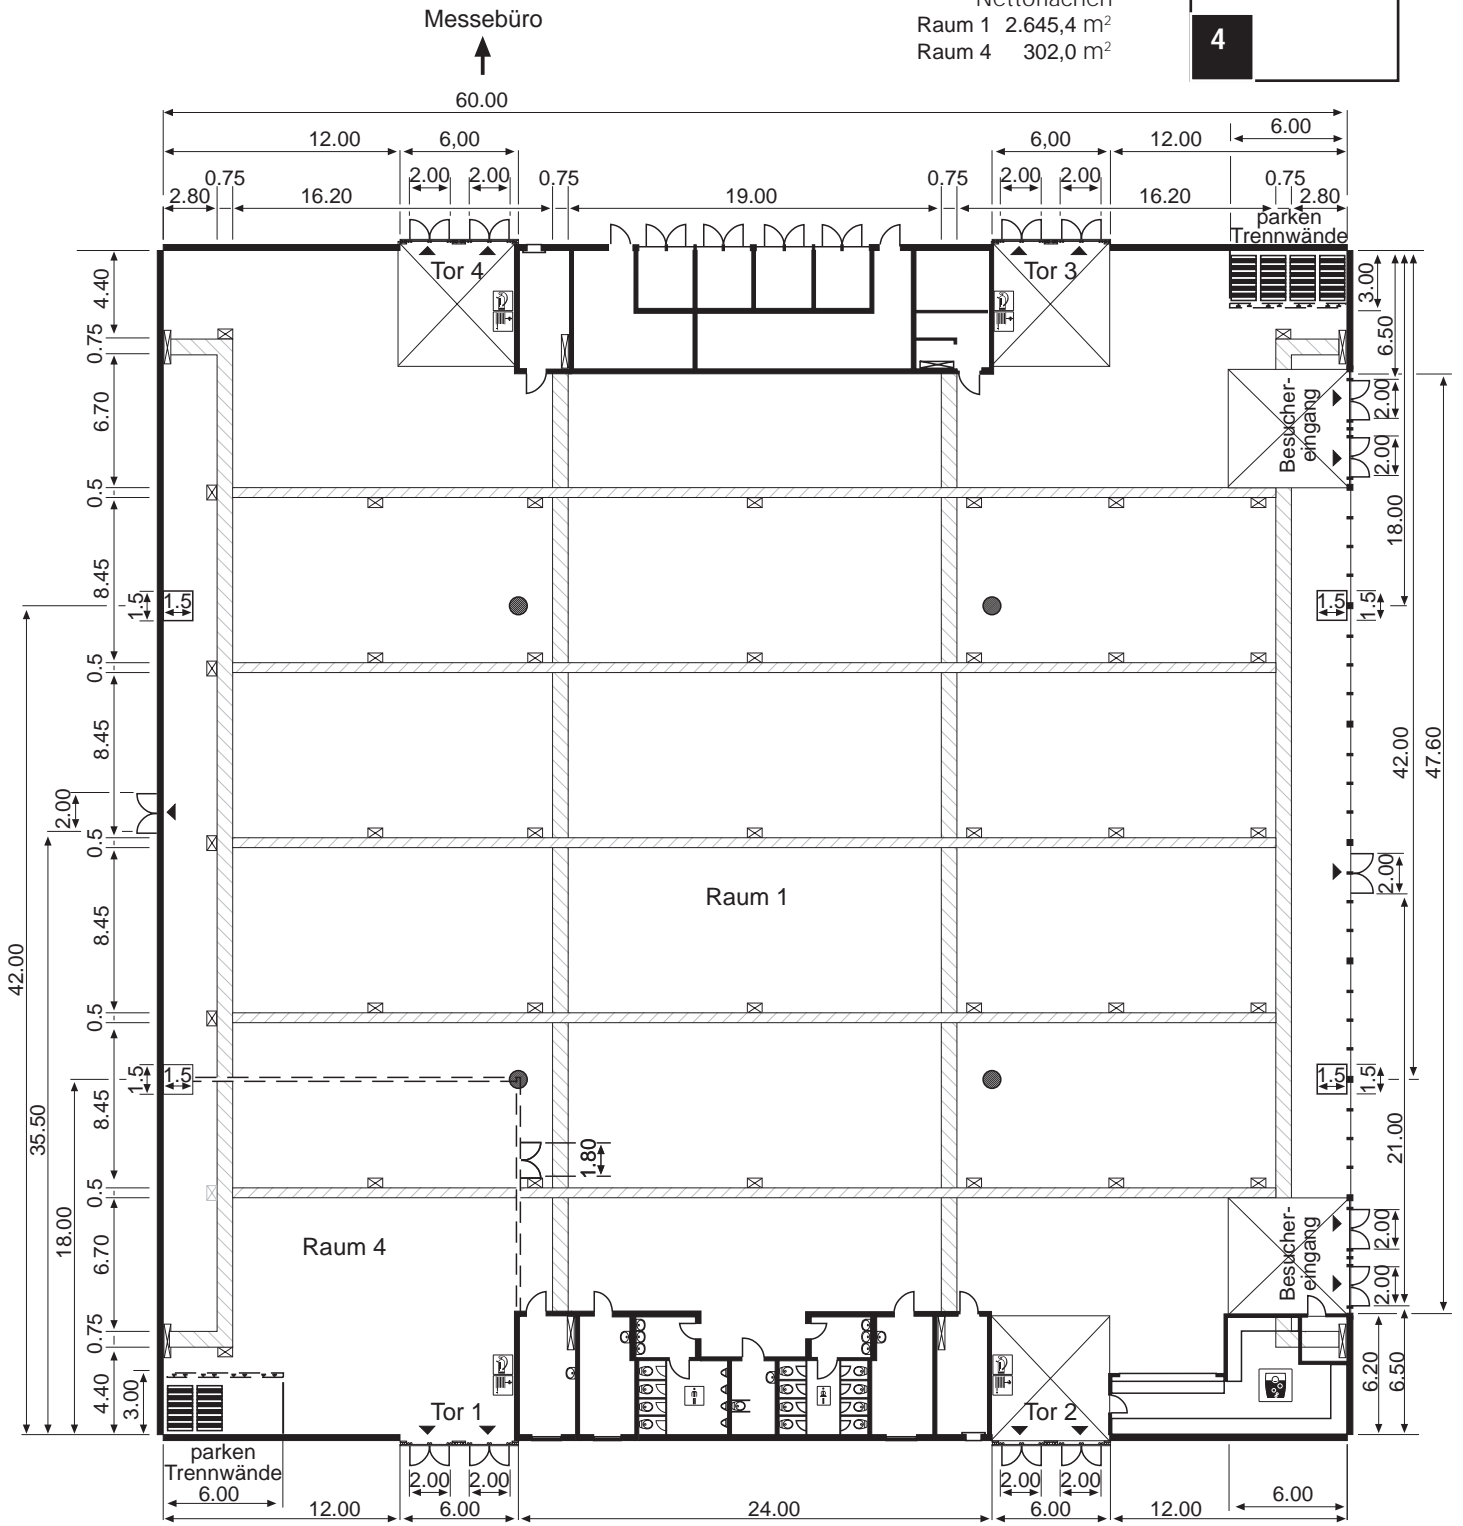 Messebüro
Nettoflächen
Raum 1 2.645,4 m²
Raum 4 302,0 m²
4
60.00
12.00 6,00 6,00 12.00 6.00
2.00 2.00 2.00 2.00
0.75 0.75 0.75 0.75
2.80 16.20 19.00 16.20 2.80
parken
Trennwände
Tor 4 Tor 3
4.40
3.00
0.75
6.50
6.70
Besucher-
eingang
2.00
2.00
0.5
18.00
8.45
1.5 1.5 1.5 1.5
0.5
8.45
42.00
47.60
2.00
0.5
2.00
Raum 1
8.45
42.00
0.5
1.5 1.5 1.5 1.5
8.45
35.50
21.00
1.80
0.5
18.00
6.70
Raum 4
Besucher-
eingang
2.00
2.00
0.75
4.40
3.00
6.20
6.50
Tor 1 Tor 2
parken
Trennwände
6.00
2.00 2.00 2.00 2.00
6.00
12.00 6.00 24.00 6.00 12.00